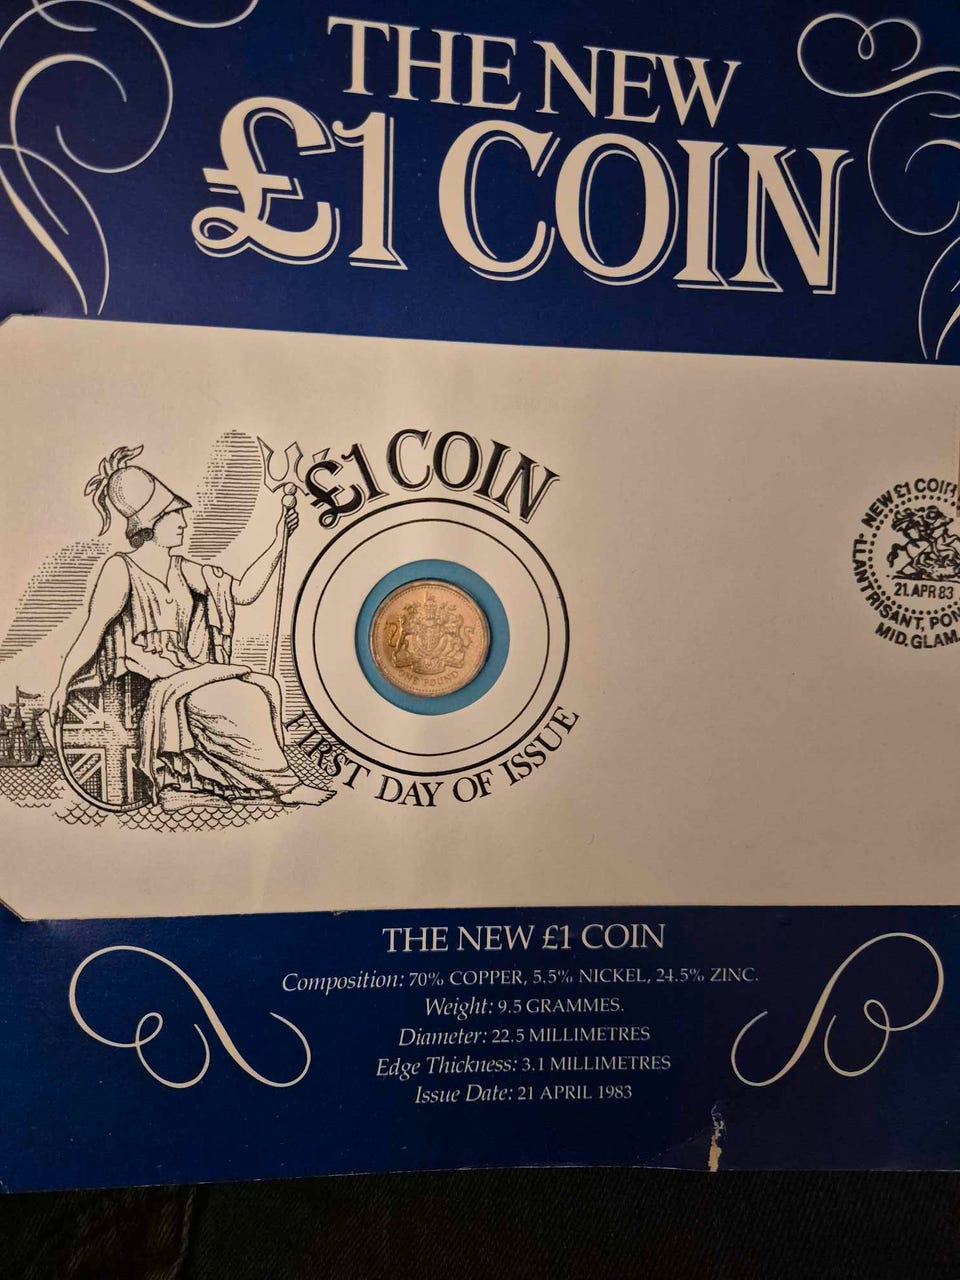 THE NEW
£1 COIN
£1 COIN
ONE POUND
FIRST DAY OF ISSUE
NEW £1 COIN
21.APR 83
LLANTRISANT,
MID.GLAM.
THE NEW £1 COIN
Composition: 70% COPPER, 5.5% NICKEL, 24.5% ZINC.
Weight: 9.5 GRAMMES.
Diameter: 22.5 MILLIMETRES
Edge Thickness: 3.1 MILLIMETRES
Issue Date: 21 APRIL 1983